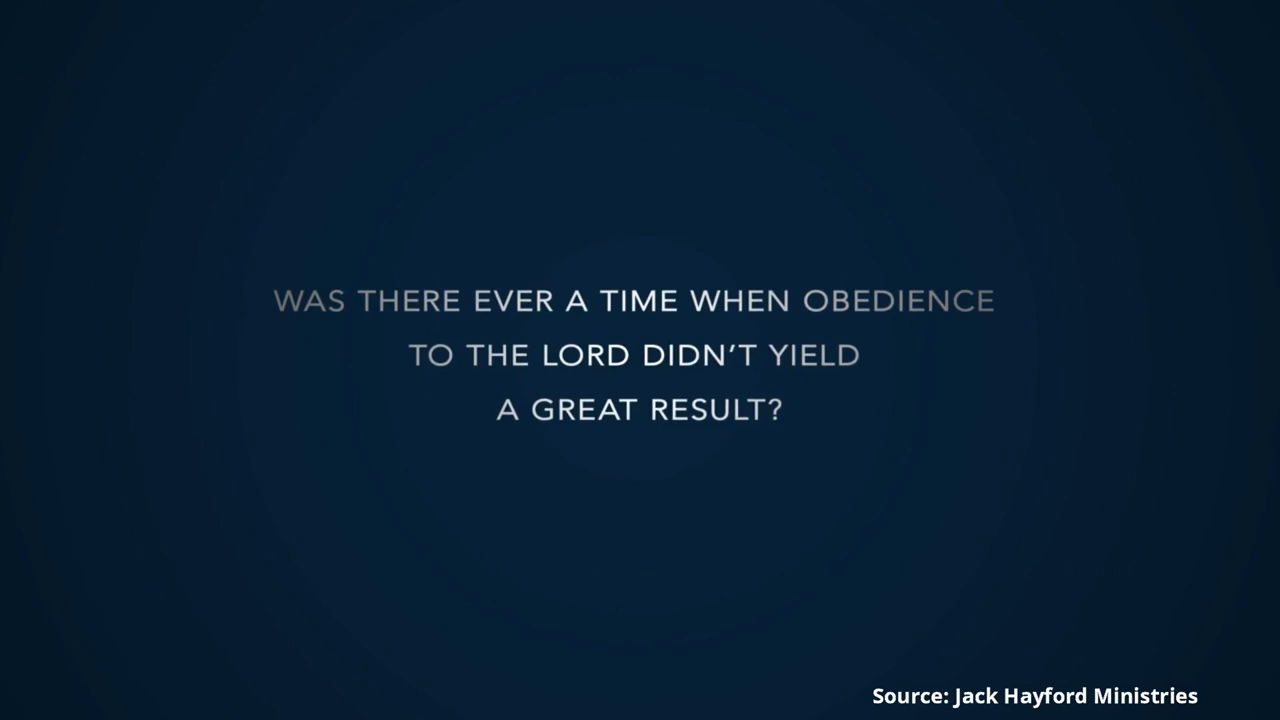 WAS THERE EVER A TIME WHEN OBEDIENCE
TO THE LORD DIDN'T YIELD
A GREAT RESULT?
Source: Jack Hayford Ministries